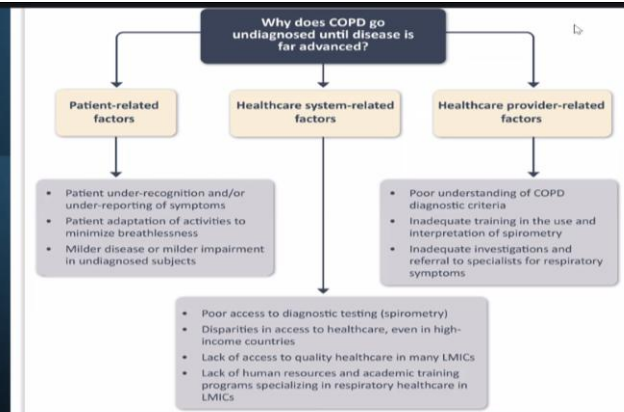 Why does COPD go
undiagnosed until disease is
far advanced?
Patient-related
factors
Healthcare system-related
factors
Healthcare provider-related
factors
• Patient under-recognition and/or
under-reporting of symptoms
• Patient adaptation of activities to
minimize breathlessness
• Milder disease or milder impairment
in undiagnosed subjects
• Poor understanding of COPD
diagnostic criteria
• Inadequate training in the use and
interpretation of spirometry
• Inadequate investigations and
referral to specialists for respiratory
symptoms
• Poor access to diagnostic testing (spirometry)
• Disparities in access to healthcare, even in high-
income countries
• Lack of access to quality healthcare in many LMICs
• Lack of human resources and academic training
programs specializing in respiratory healthcare in
LMICs